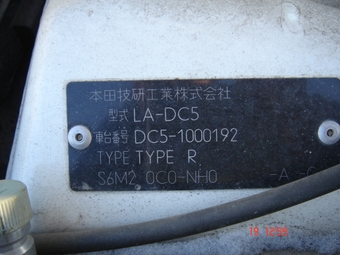 本田技研工業株式会社
型式 LA-DC5
車台番号 DC5-1000192
TYPE TYPE R
S6M2 0C0-NH0 -A -